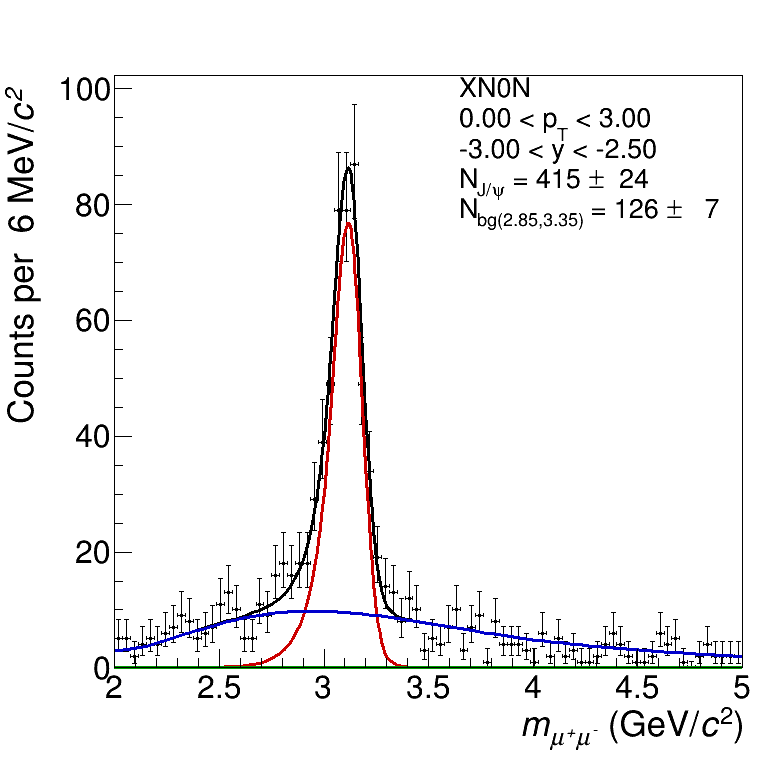 100
80
60
40
20
0
Counts per 6 MeV/c²
XN0N
0.00 < p_T < 3.00
-3.00 < y < -2.50
N_J/ψ = 415 ± 24
N_bg(2.85,3.35) = 126 ± 7
2 2.5 3 3.5 4 4.5 5
m_μ⁺μ⁻ (GeV/c²)